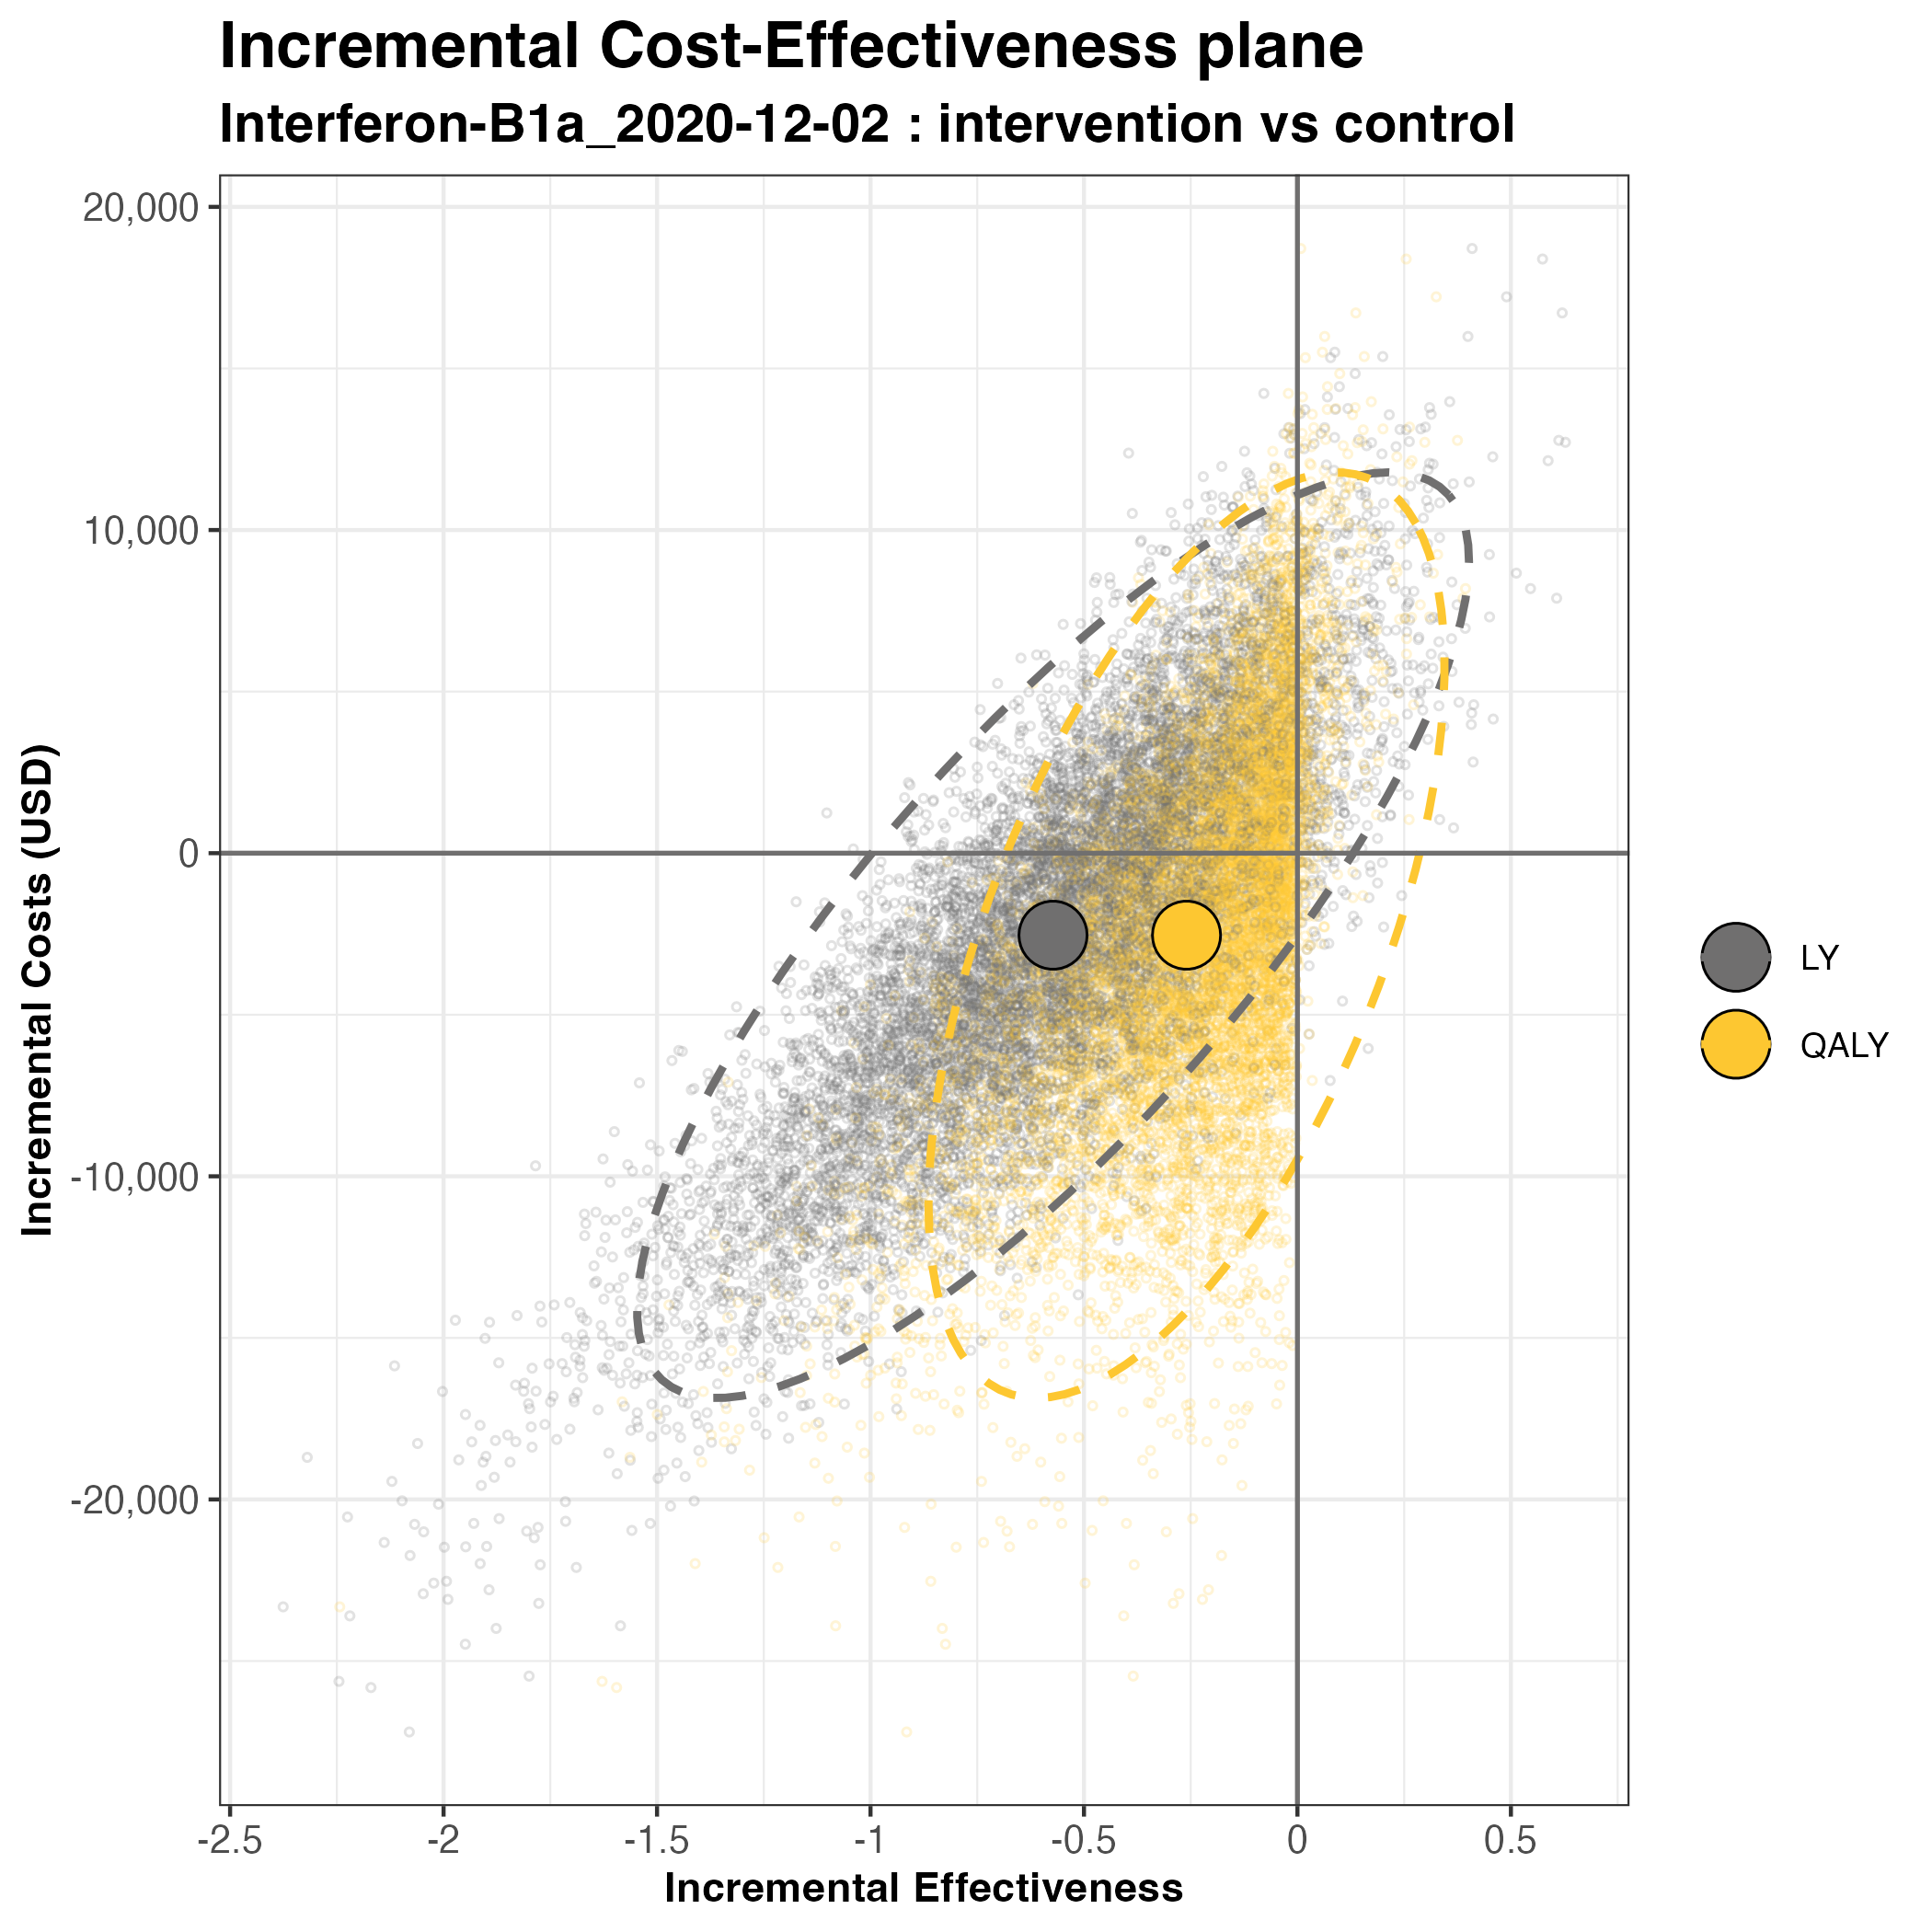 Incremental Cost-Effectiveness plane
Interferon-B1a_2020-12-02 : intervention vs control
20,000
10,000
0
-10,000
-20,000
Incremental Costs (USD)
-2.5
-2
-1.5
-1
-0.5
0
0.5
Incremental Effectiveness
LY
QALY